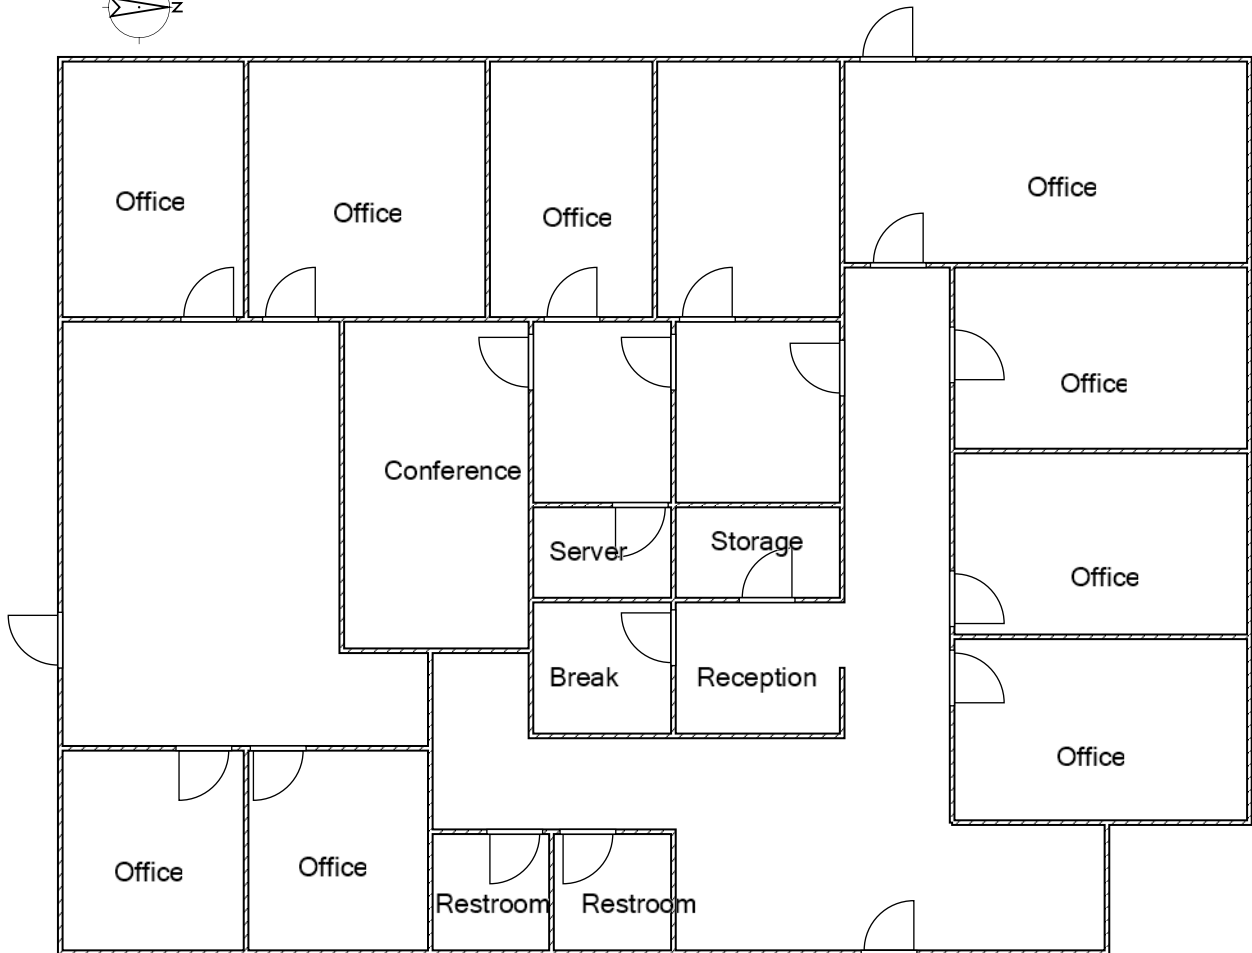 Z
Office
Office
Office
Office
Office
Conference
Server
Storage
Office
Break
Reception
Office
Office
Office
Restroom
Restroom